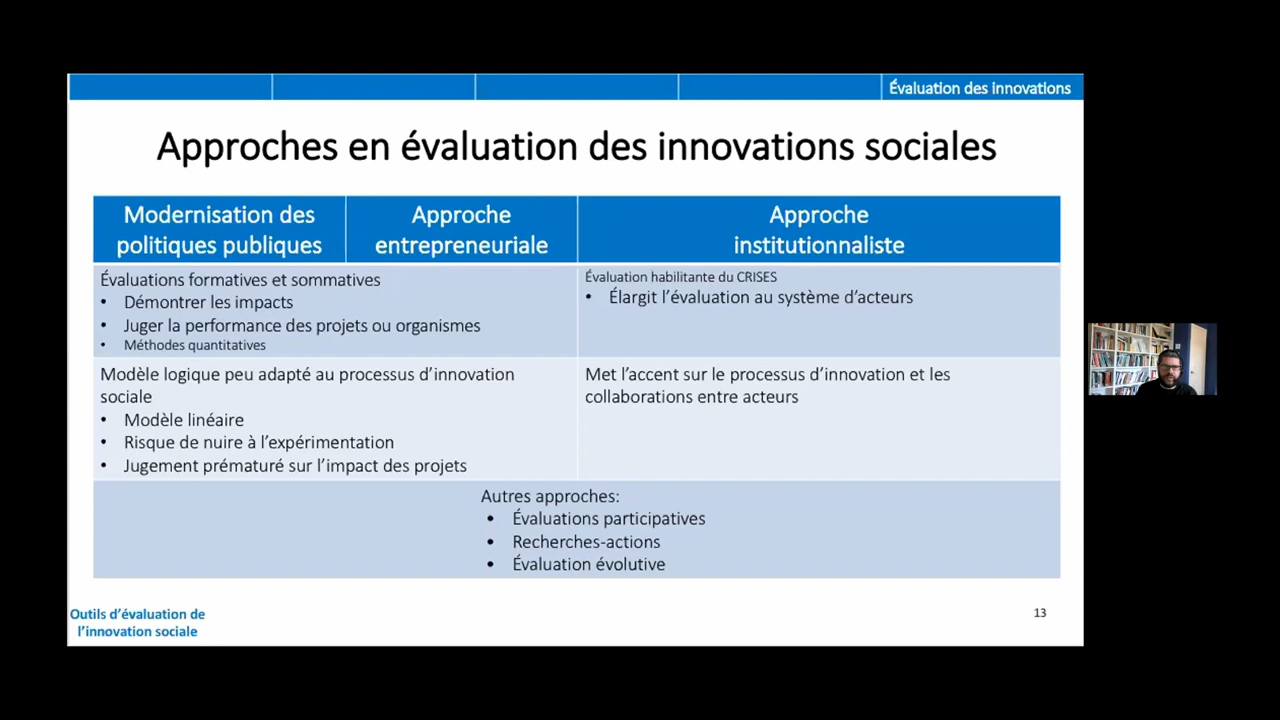 Évaluation des innovations
Approches en évaluation des innovations sociales
Modernisation des
politiques publiques
Approche
entrepreneuriale
Approche
institutionnaliste
Évaluations formatives et sommatives
• Démontrer les impacts
• Juger la performance des projets ou organismes
• Méthodes quantitatives
Évaluation habilitante du CRISES
• Élargit l’évaluation au système d’acteurs
Modèle logique peu adapté au processus d’innovation
sociale
• Modèle linéaire
• Risque de nuire à l’expérimentation
• Jugement prématuré sur l’impact des projets
Met l’accent sur le processus d’innovation et les
collaborations entre acteurs
Autres approches:
• Évaluations participatives
• Recherches-actions
• Évaluation évolutive
Outils d’évaluation de
l’innovation sociale
13